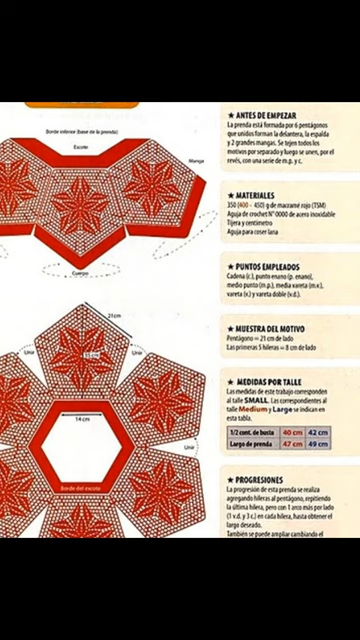 Borde inferior (base de la prenda)
Escote
Manga
Cuerpo
21cm
Unir
Unir
14 cm
Unir
Borde del escote
★ ANTES DE EMPEZAR
La prenda está formada por 6 pentágonos
que unidos forman la delantera, la espalda
y 2 grandes mangas. Se tejen todos los
motivos por separado y luego se unen, por el
revés, con una serie de m.p. y c.
★ MATERIALES
350 (400 - 450) g de macramé rojo (TSM)
Aguja de crochet N° 0000 de acero inoxidable
Tijera y centímetro
Aguja para coser lana
★ PUNTOS EMPLEADOS
Cadena (c.), punto enano (p. enano),
medio punto (m.p.), media vareta (m.v.),
vareta (v.) y vareta doble (v.d.).
★ MUESTRA DEL MOTIVO
Pentágono = 21 cm de lado
Las primeras 5 hileras = 8 cm de lado
★ MEDIDAS POR TALLE
Las medidas de este trabajo corresponden
al talle SMALL. Las correspondientes al
talle Medium y Large se indican en
esta tabla.
1/2 cont. de busto 40 cm 42 cm
Largo de prenda 47 cm 49 cm
★ PROGRESIONES
La progresión de esta prenda se realiza
agregando hileras al pentágono, repitiendo
la última hilera, pero con 1 arco más por lado
(1 v.d. y 3 c.) en cada hilera, hasta obtener el
largo deseado.
También se puede ampliar cambiando el